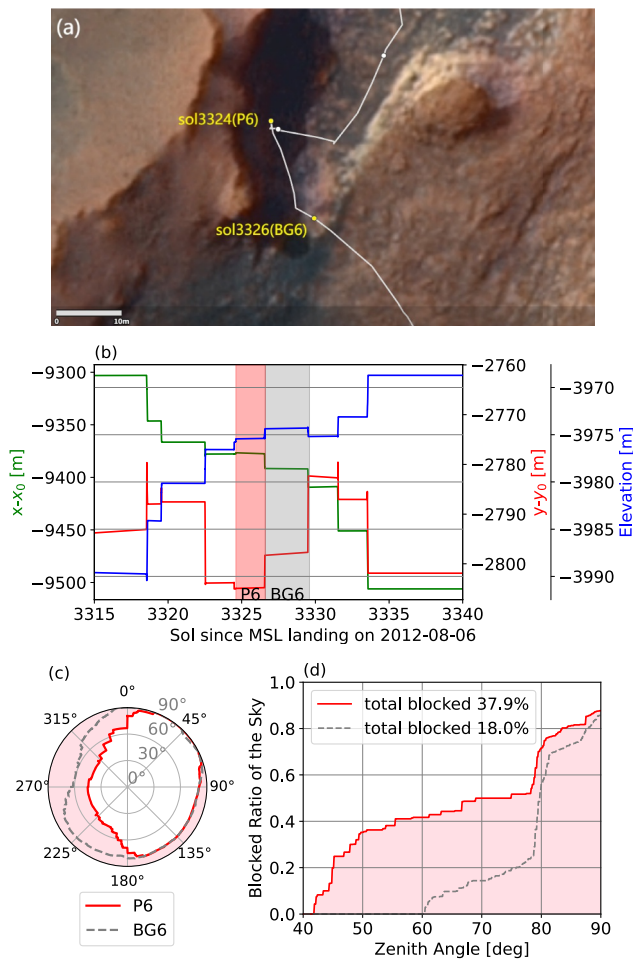 (a)
sol3324(P6)
sol3326(BG6)
0 10m
(b)
−9300
−9350
−9400
−9450
−9500
x-x0 [m]
−2760
−2770
−2780
−2790
−2800
y-y0 [m]
−3970
−3975
−3980
−3985
−3990
Elevation [m]
P6 BG6
3315 3320 3325 3330 3335 3340
Sol since MSL landing on 2012-08-06
(c)
0°
45°
90°
135°
180°
225°
270°
315°
90°
60°
30°
0°
P6
BG6
(d)
total blocked 37.9%
total blocked 18.0%
1.0
0.8
0.6
0.4
0.2
0.0
Blocked Ratio of the Sky
40 50 60 70 80 90
Zenith Angle [deg]